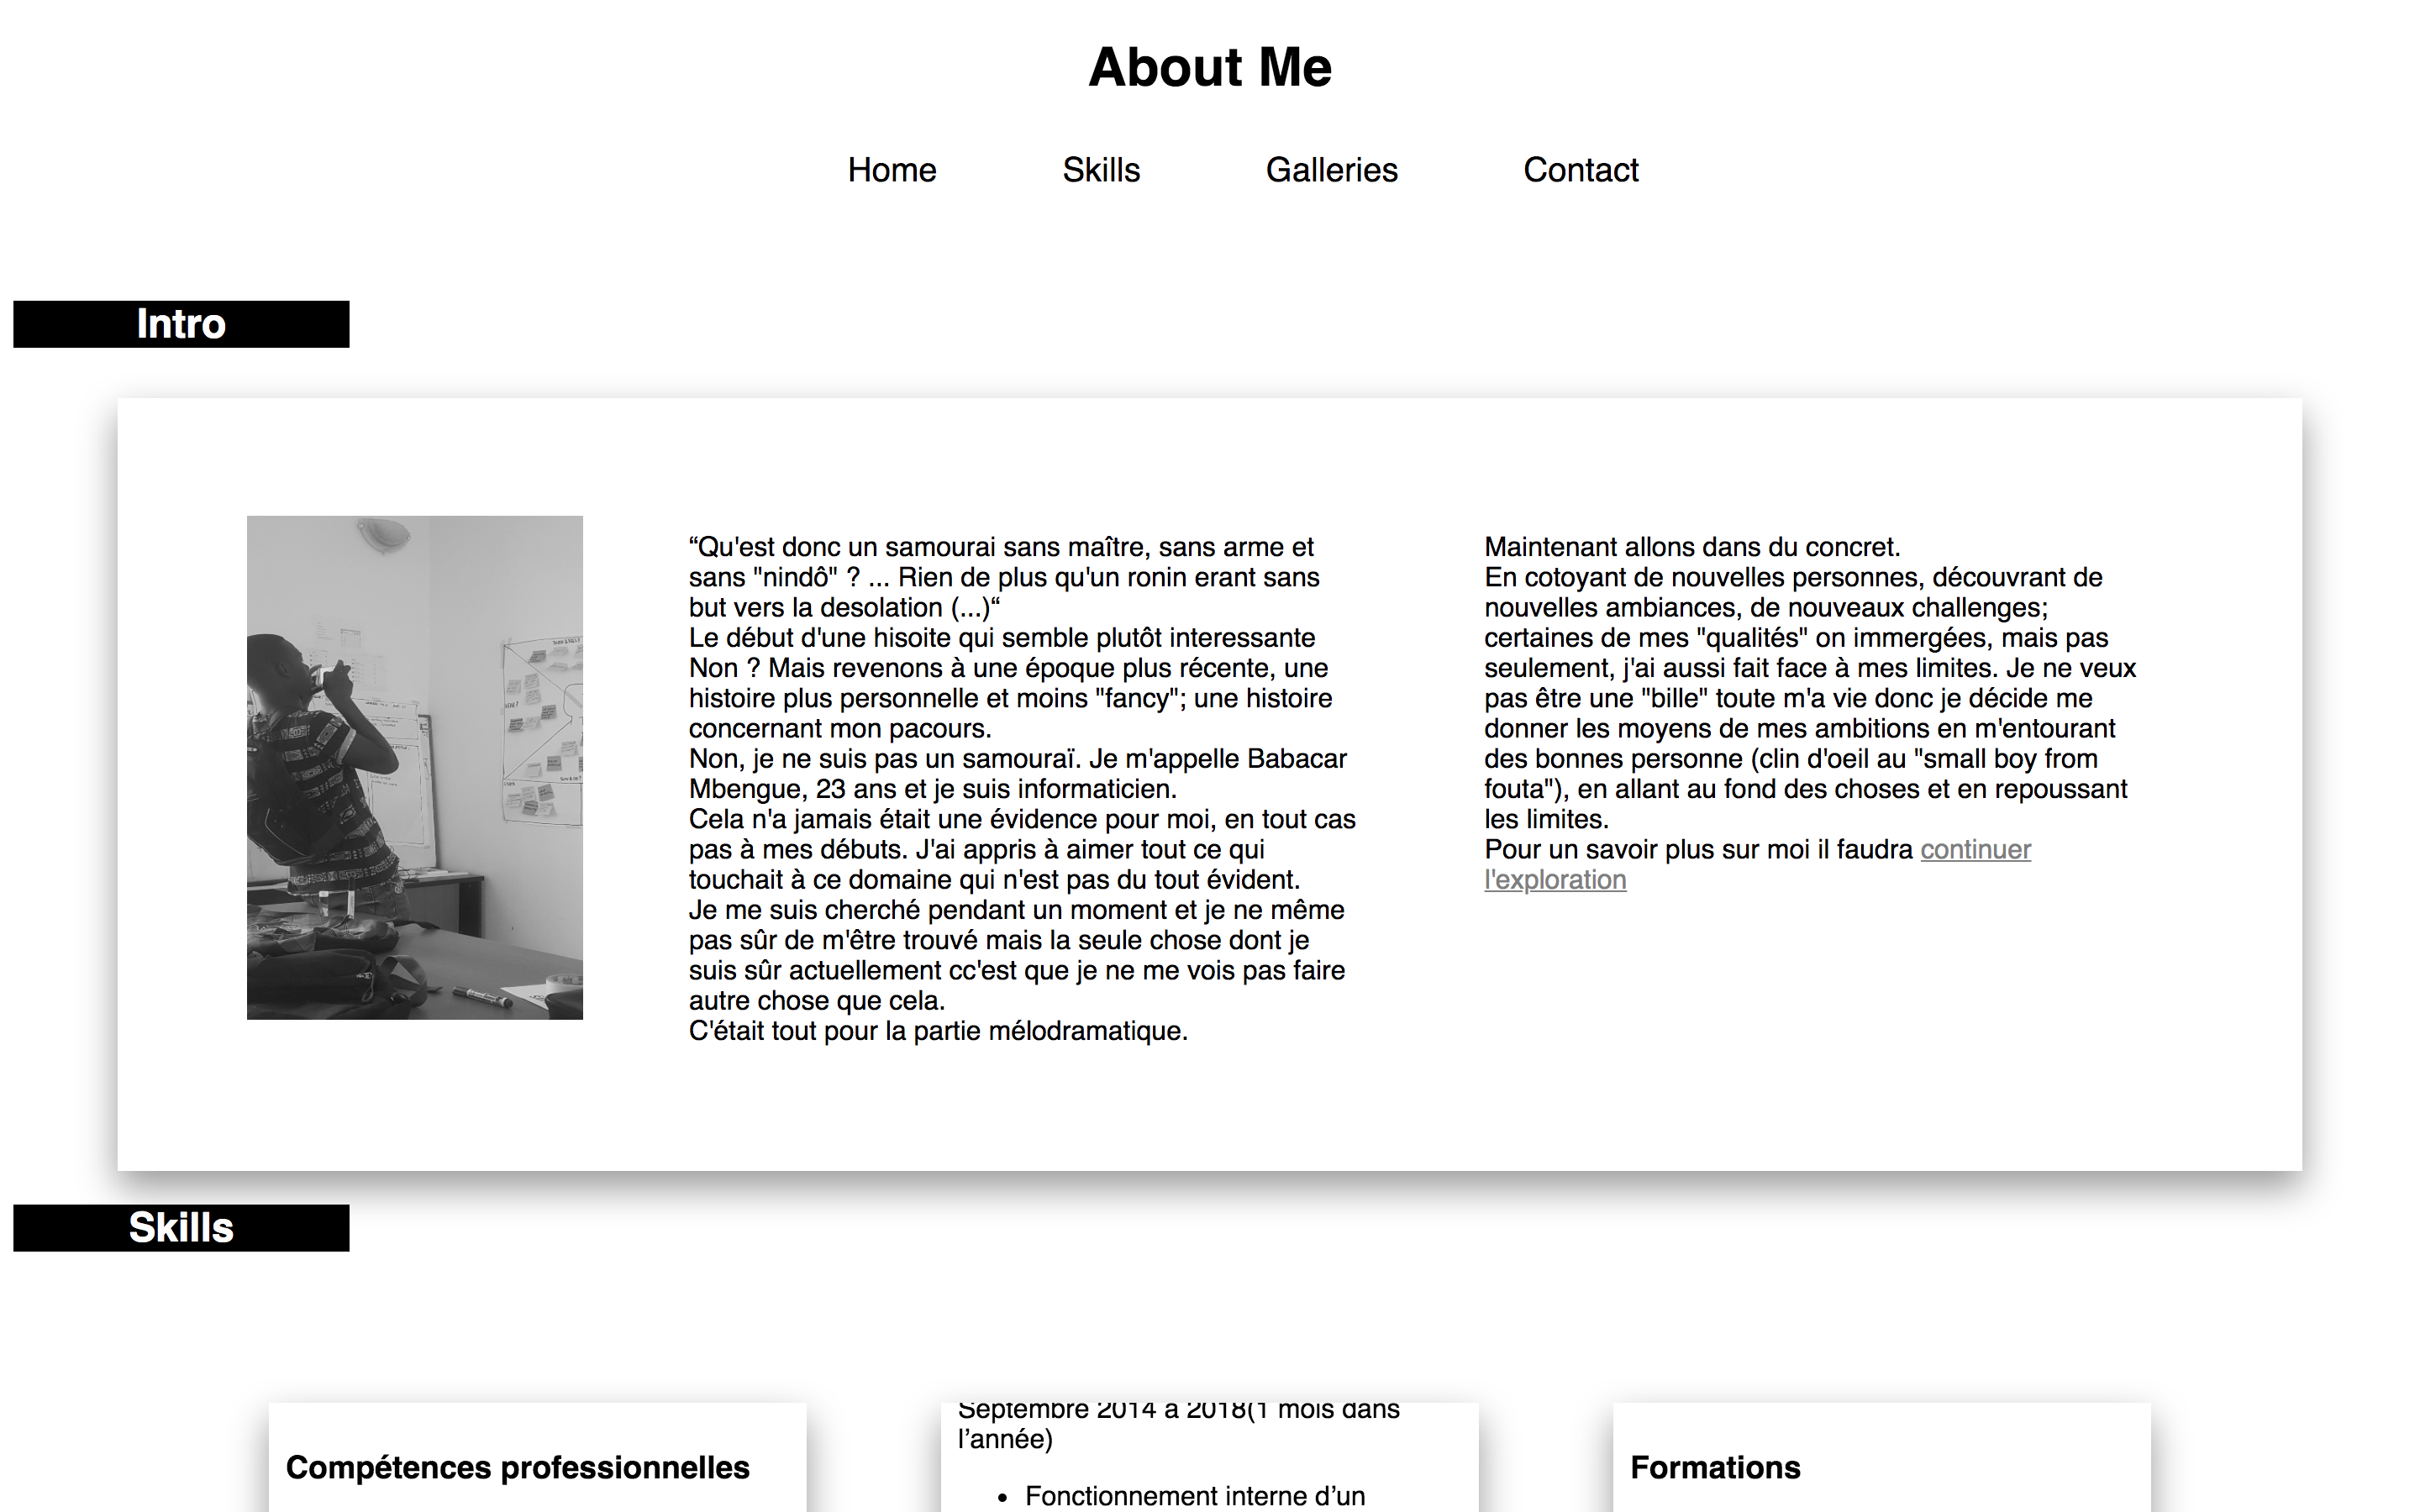 About Me
Home Skills Galleries Contact
Intro
“Qu'est donc un samourai sans maître, sans arme et
sans "nindô" ? ... Rien de plus qu'un ronin erant sans
but vers la desolation (...)“
Le début d'une hisoite qui semble plutôt interessante
Non ? Mais revenons à une époque plus récente, une
histoire plus personnelle et moins "fancy"; une histoire
concernant mon pacours.
Non, je ne suis pas un samouraï. Je m'appelle Babacar
Mbengue, 23 ans et je suis informaticien.
Cela n'a jamais était une évidence pour moi, en tout cas
pas à mes débuts. J'ai appris à aimer tout ce qui
touchait à ce domaine qui n'est pas du tout évident.
Je me suis cherché pendant un moment et je ne même
pas sûr de m'être trouvé mais la seule chose dont je
suis sûr actuellement cc'est que je ne me vois pas faire
autre chose que cela.
C'était tout pour la partie mélodramatique.
Maintenant allons dans du concret.
En cotoyant de nouvelles personnes, découvrant de
nouvelles ambiances, de nouveaux challenges;
certaines de mes "qualités" on immergées, mais pas
seulement, j'ai aussi fait face à mes limites. Je ne veux
pas être une "bille" toute m'a vie donc je décide me
donner les moyens de mes ambitions en m'entourant
des bonnes personne (clin d'oeil au "small boy from
fouta"), en allant au fond des choses et en repoussant
les limites.
Pour un savoir plus sur moi il faudra continuer
l'exploration
Skills
Compétences professionnelles
Septembre 2014 à 2018(1 mois dans
l’année)
• Fonctionnement interne d’un
Formations